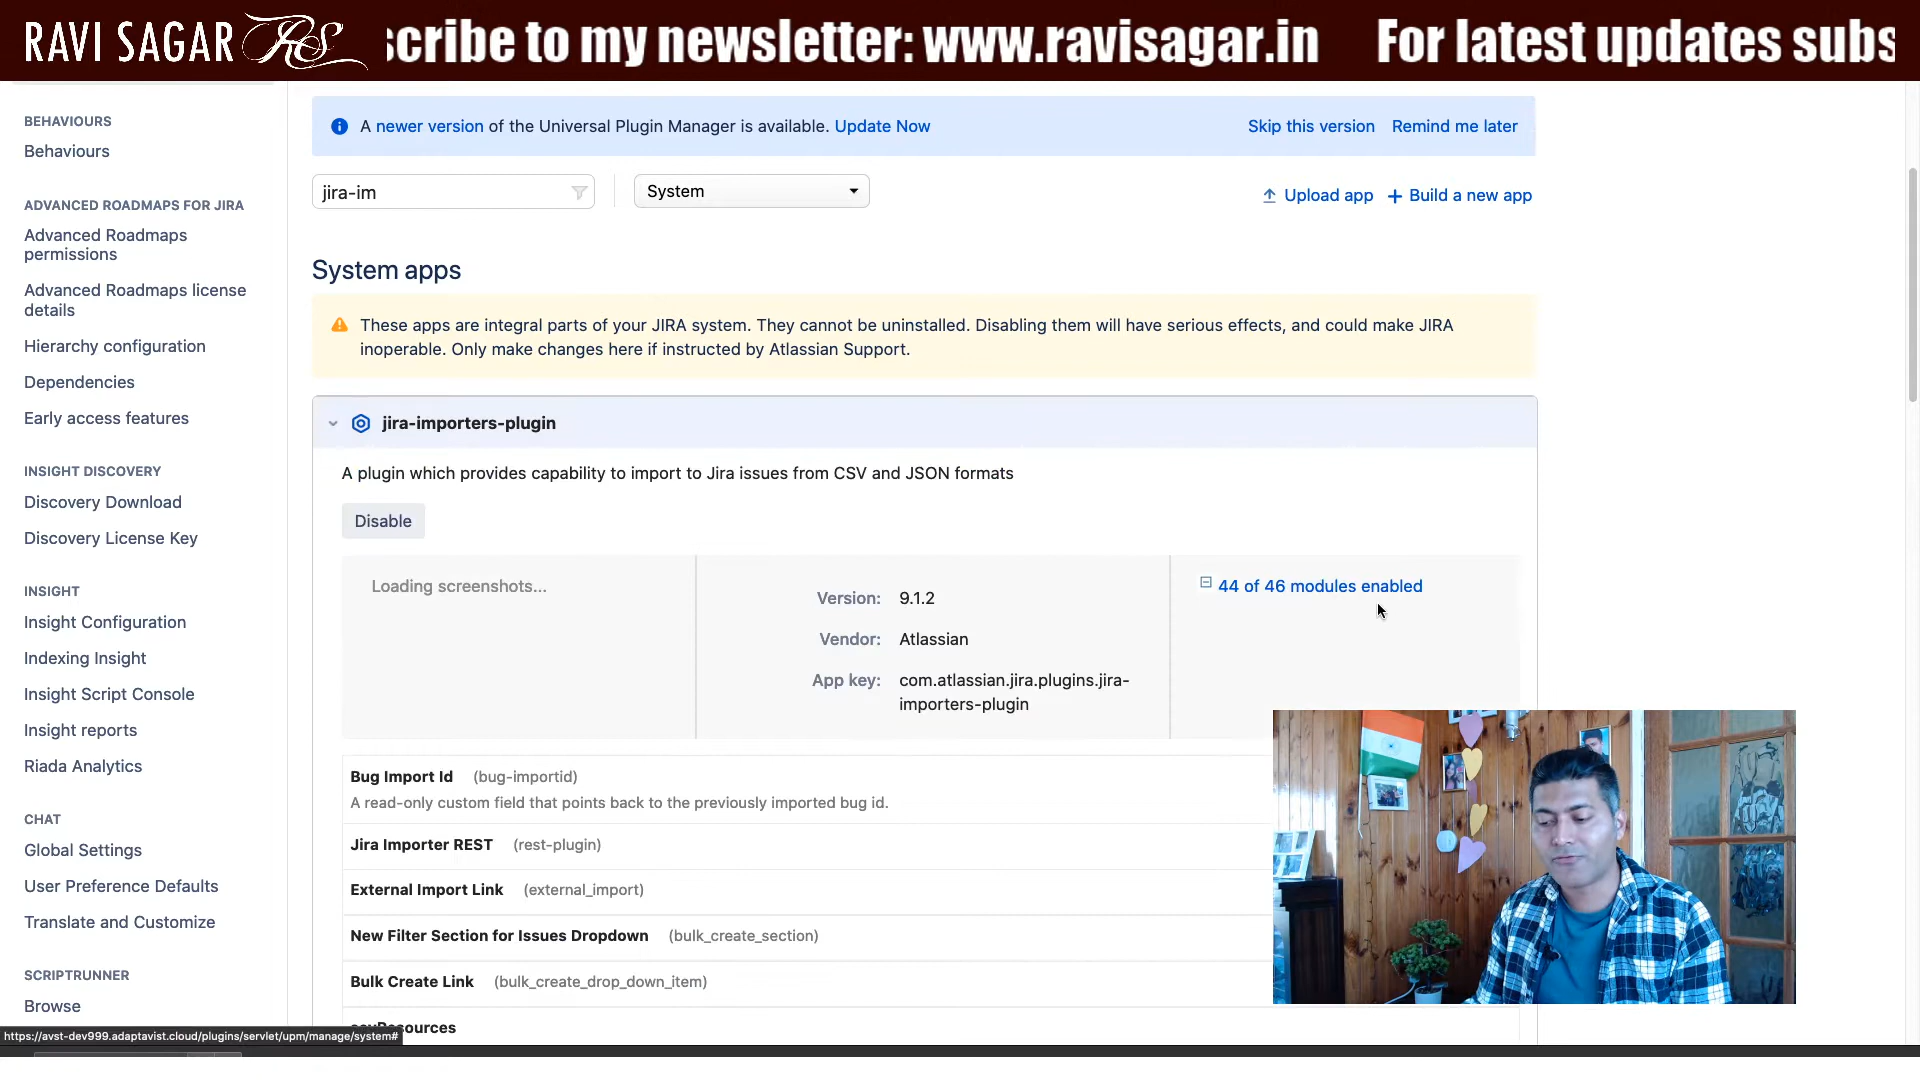 RAVI SAGAR RS
scribe to my newsletter: www.ravisagar.in For latest updates subs
BEHAVIOURS
Behaviours
ADVANCED ROADMAPS FOR JIRA
Advanced Roadmaps
permissions
Advanced Roadmaps license
details
Hierarchy configuration
Dependencies
Early access features
INSIGHT DISCOVERY
Discovery Download
Discovery License Key
INSIGHT
Insight Configuration
Indexing Insight
Insight Script Console
Insight reports
Riada Analytics
CHAT
Global Settings
User Preference Defaults
Translate and Customize
SCRIPTRUNNER
Browse
https://avst-dev999.adaptavist.cloud/plugins/servlet/upm/manage/system#
A newer version of the Universal Plugin Manager is available. Update Now
Skip this version Remind me later
jira-im
System
Upload app + Build a new app
System apps
These apps are integral parts of your JIRA system. They cannot be uninstalled. Disabling them will have serious effects, and could make JIRA
inoperable. Only make changes here if instructed by Atlassian Support.
jira-importers-plugin
A plugin which provides capability to import to Jira issues from CSV and JSON formats
Disable
Loading screenshots...
Version: 9.1.2
Vendor: Atlassian
App key: com.atlassian.jira.plugins.jira-
importers-plugin
44 of 46 modules enabled
Bug Import Id (bug-importid)
A read-only custom field that points back to the previously imported bug id.
Jira Importer REST (rest-plugin)
External Import Link (external_import)
New Filter Section for Issues Dropdown (bulk_create_section)
Bulk Create Link (bulk_create_drop_down_item)